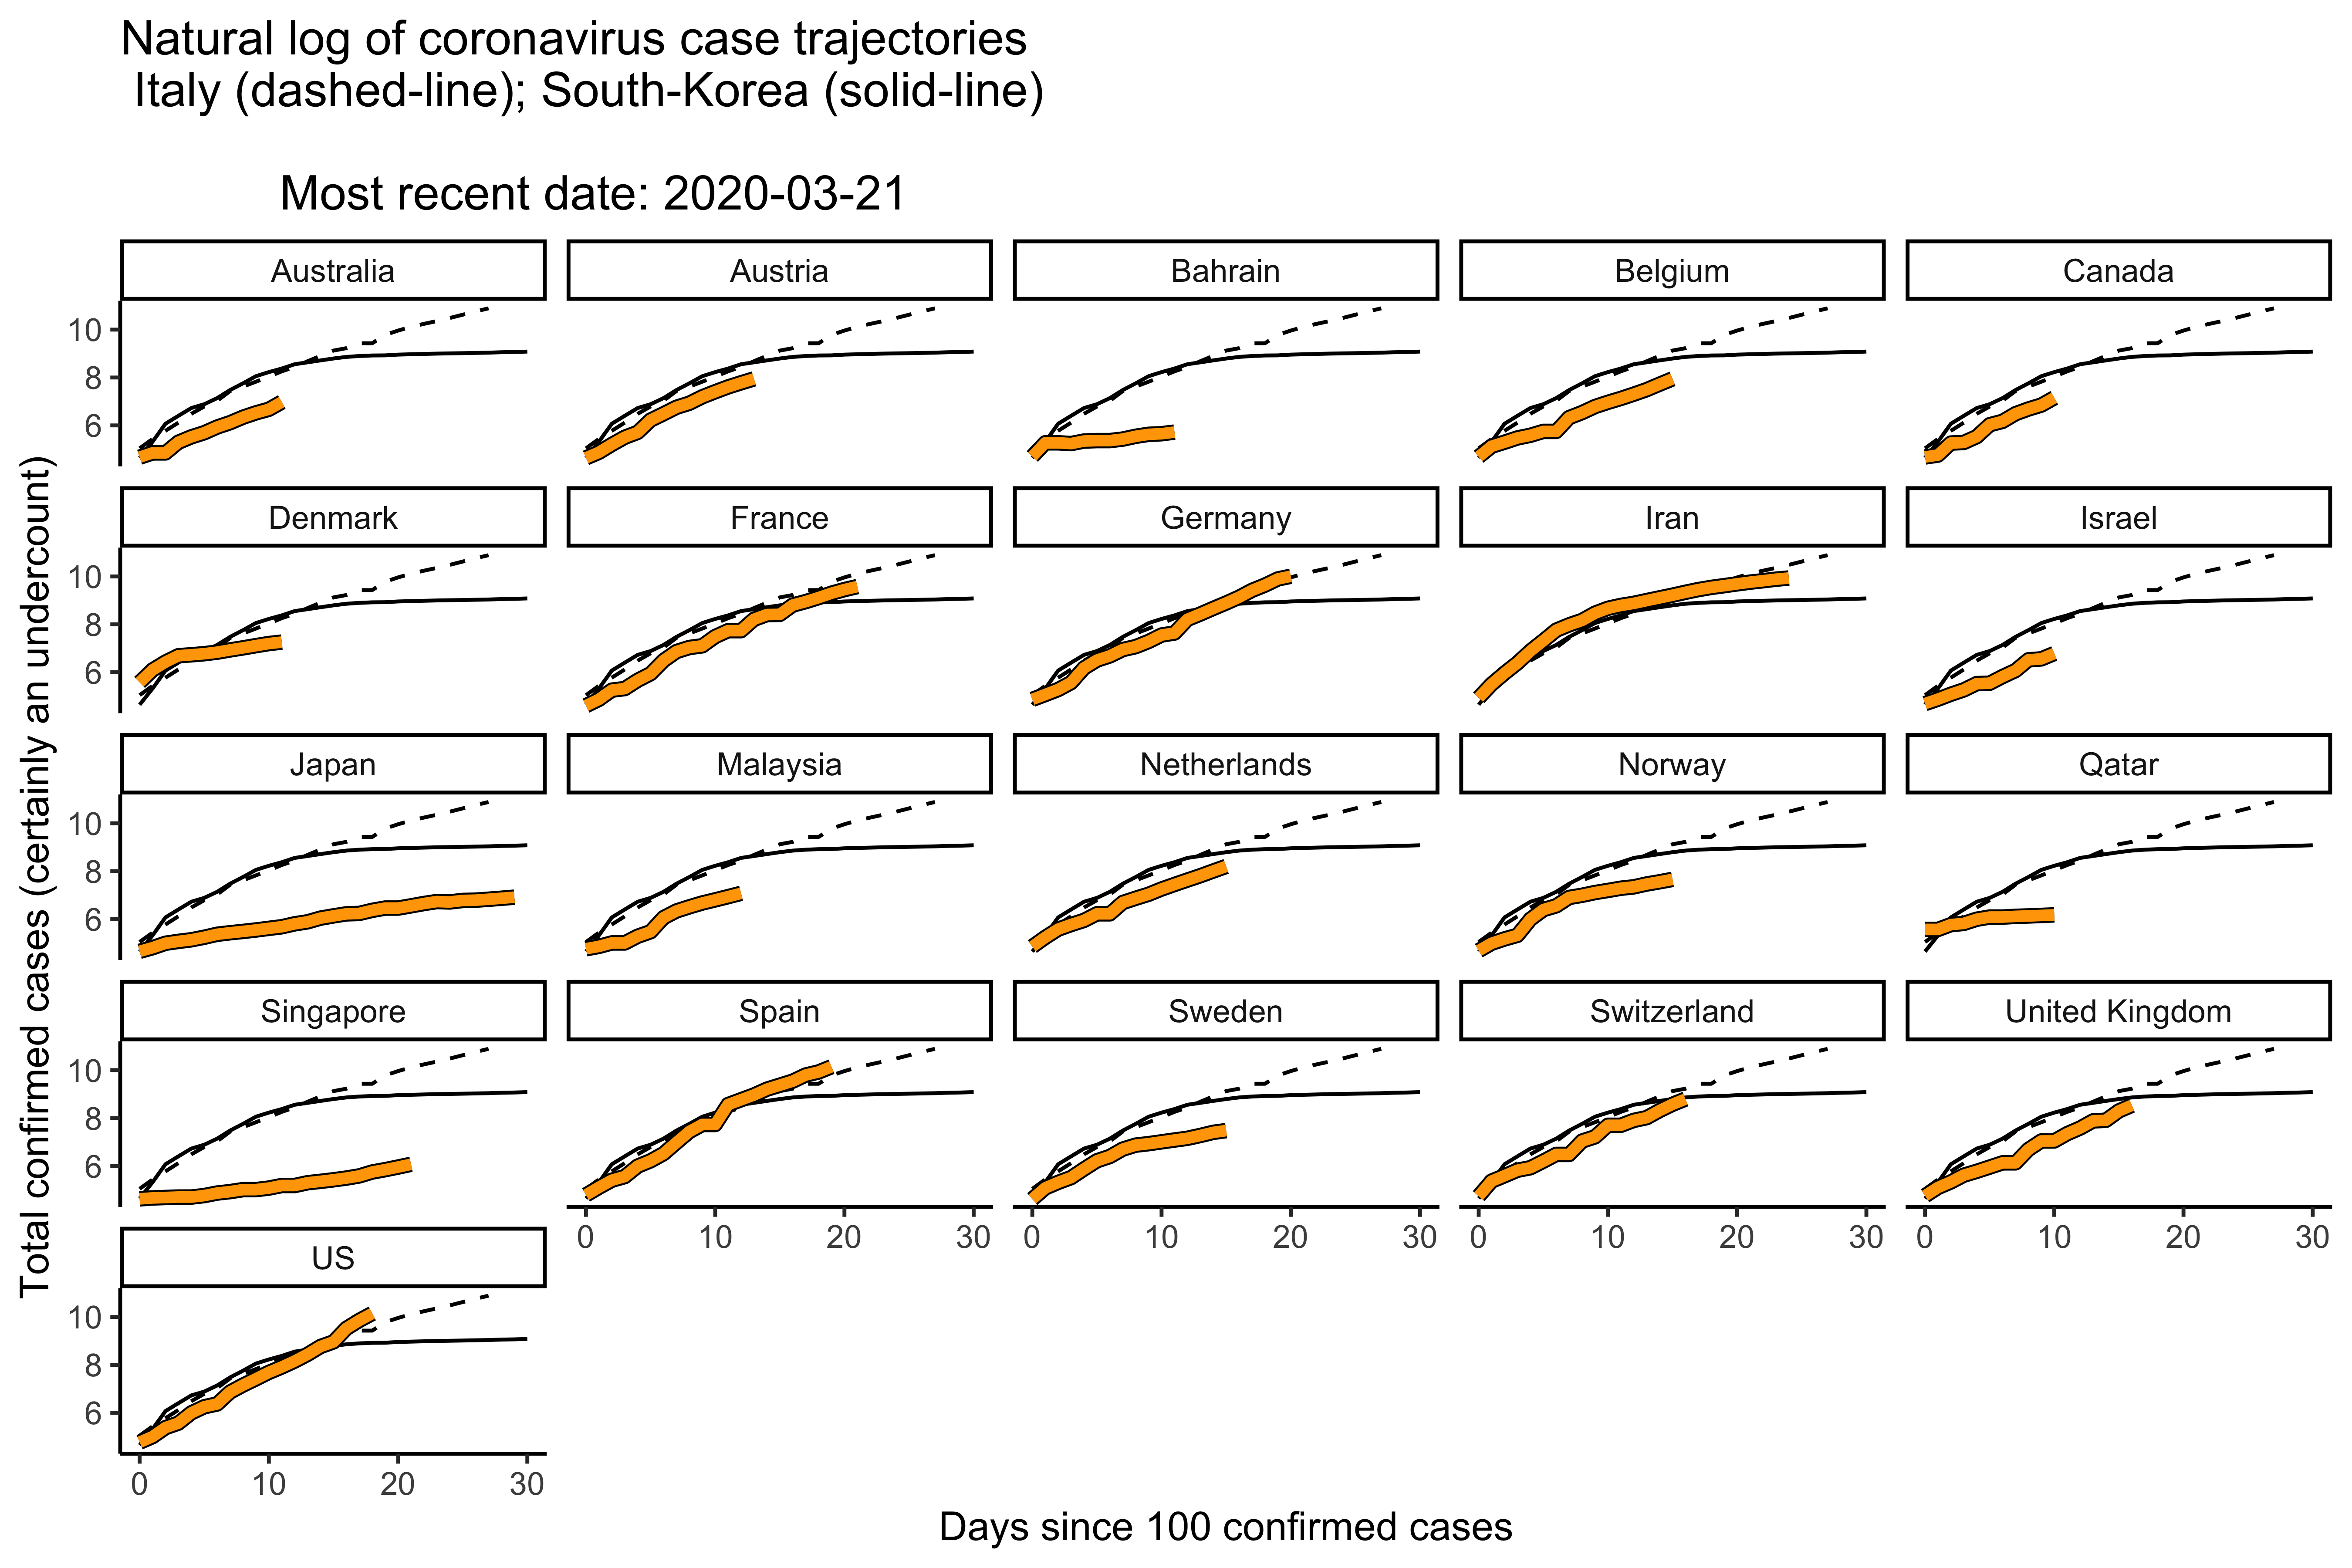 Natural log of coronavirus case trajectories
Italy (dashed-line); South-Korea (solid-line)
Most recent date: 2020-03-21
Total confirmed cases (certainly an undercount)
Australia
Austria
Bahrain
Belgium
Canada
10
8
6
Denmark
France
Germany
Iran
Israel
10
8
6
Japan
Malaysia
Netherlands
Norway
Qatar
10
8
6
Singapore
Spain
Sweden
Switzerland
United Kingdom
10
8
6
0 10 20 30
0 10 20 30
0 10 20 30
0 10 20 30
US
10
8
6
0 10 20 30
Days since 100 confirmed cases